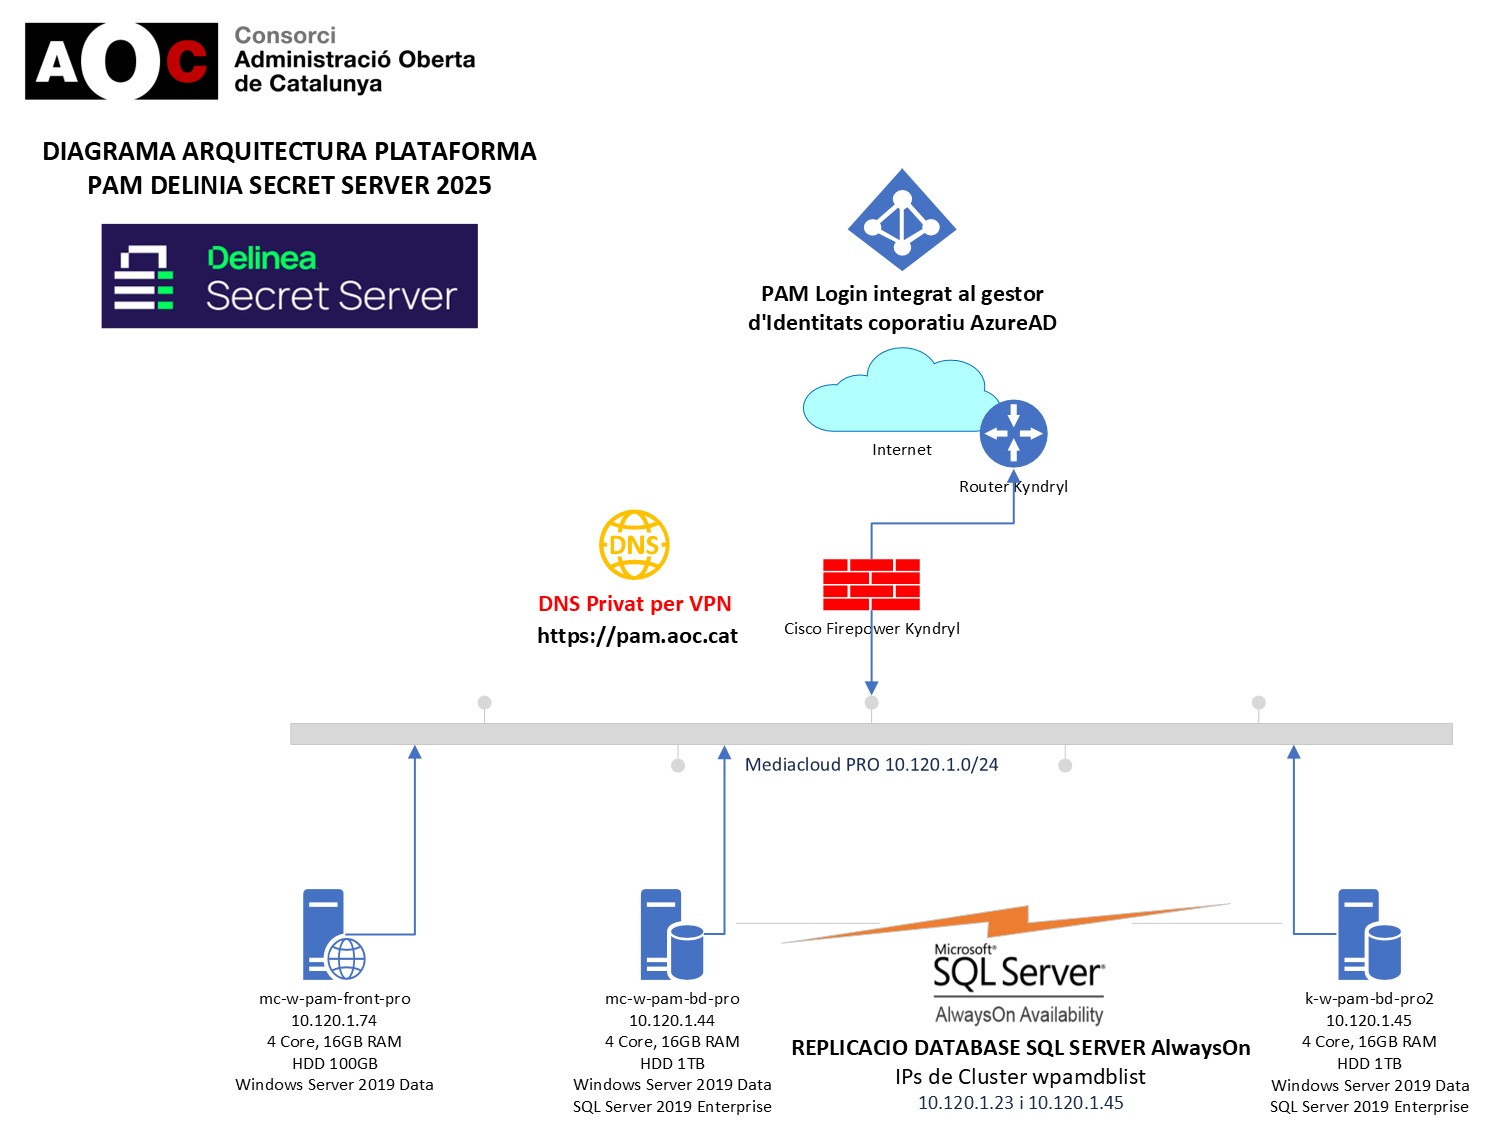 AOC
Consorci
Administració Oberta
de Catalunya
DIAGRAMA ARQUITECTURA PLATAFORMA
PAM DELINIA SECRET SERVER 2025
Delinea
Secret Server
PAM Login integrat al gestor
d'Identitats coporatiu AzureAD
Internet
Router Kyndryl
DNS
DNS Privat per VPN
https://pam.aoc.cat
Cisco Firepower Kyndryl
Mediacloud PRO 10.120.1.0/24
mc-w-pam-front-pro
10.120.1.74
4 Core, 16GB RAM
HDD 100GB
Windows Server 2019 Data
mc-w-pam-bd-pro
10.120.1.44
4 Core, 16GB RAM
HDD 1TB
Windows Server 2019 Data
SQL Server 2019 Enterprise
Microsoft®
SQL Server®
AlwaysOn Availability
REPLICACIO DATABASE SQL SERVER AlwaysOn
IPs de Cluster wpamdblist
10.120.1.23 i 10.120.1.45
k-w-pam-bd-pro2
10.120.1.45
4 Core, 16GB RAM
HDD 1TB
Windows Server 2019 Data
SQL Server 2019 Enterprise